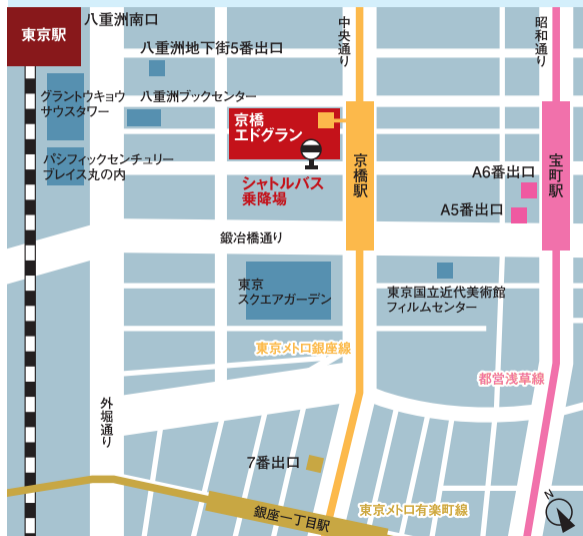 東京駅
八重洲南口
中央通り
昭和通り
八重洲地下街5番出口
グラントウキョウ
サウスタワー
八重洲ブックセンター
京橋
エドグラン
パシフィックセンチュリー
プレイス丸の内
京橋駅
宝町駅
A6番出口
シャトルバス
乗降場
A5番出口
鍛冶橋通り
東京
スクエアガーデン
東京国立近代美術館
フィルムセンター
東京メトロ銀座線
都営浅草線
外堀通り
7番出口
銀座一丁目駅
東京メトロ有楽町線
N